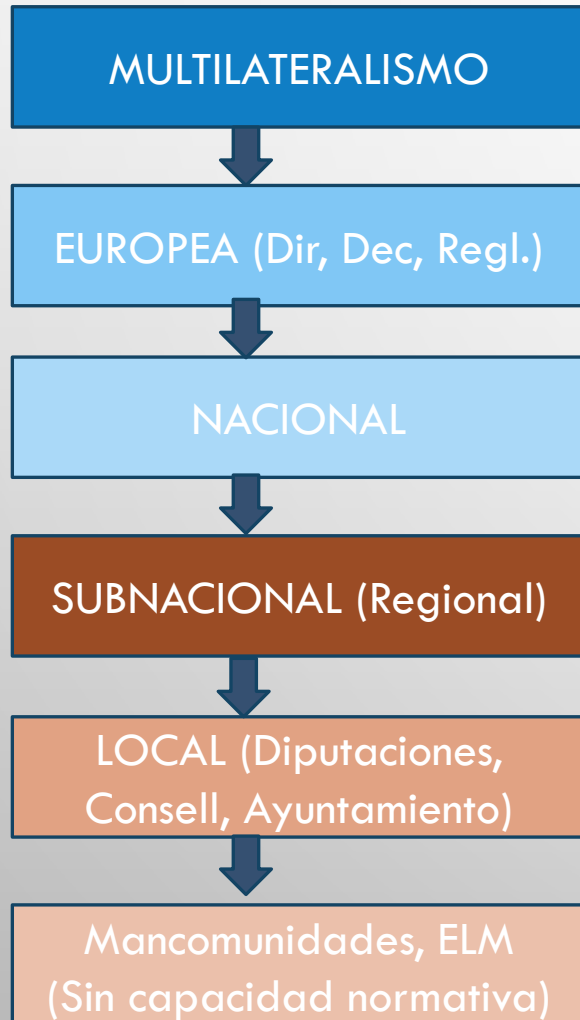 MULTILATERALISMO
EUROPEA (Dir, Dec, Regl.)
NACIONAL
SUBNACIONAL (Regional)
LOCAL (Diputaciones,
Consell, Ayuntamiento)
Mancomunidades, ELM
(Sin capacidad normativa)